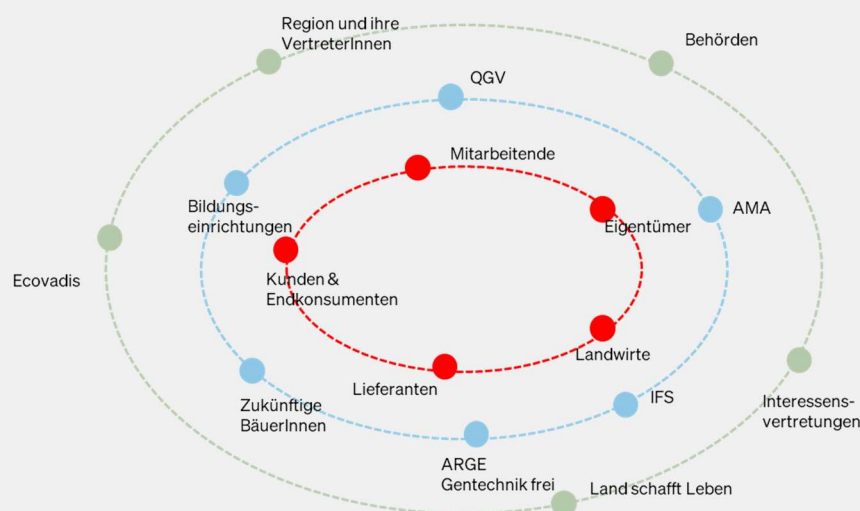 Region und ihre
VertreterInnen
Behörden
QGV
Mitarbeitende
Bildungs-
einrichtungen
AMA
Eigentümer
Ecovadis
Kunden &
Endkonsumenten
Landwirte
Lieferanten
Zukünftige
BäuerInnen
IFS
Interessens-
vertretungen
ARGE
Gentechnik frei
Land schafft Leben